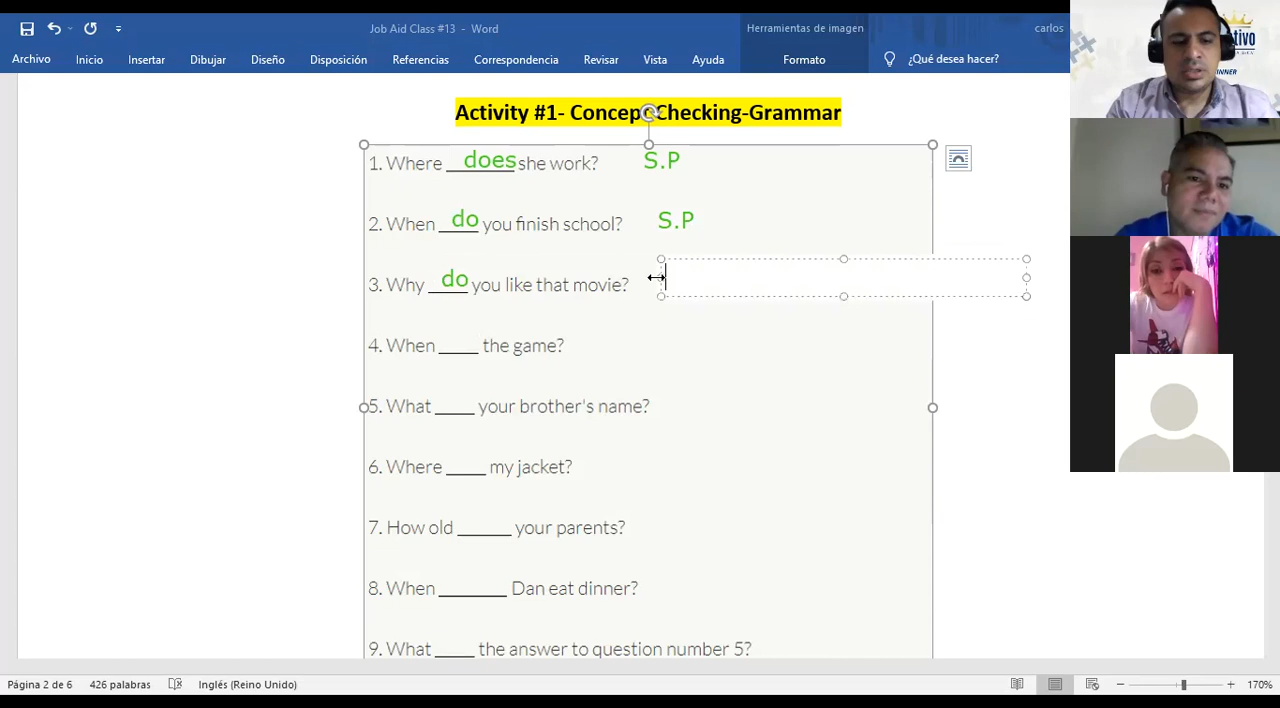 Job Aid Class #13 - Word
Herramientas de imagen
carlos
Archivo Inicio Insertar Dibujar Diseño Disposición Referencias Correspondencia Revisar Vista Ayuda Formato ¿Qué desea hacer?
Activity #1- Concept Checking-Grammar
1. Where does she work? S.P
2. When do you finish school? S.P
3. Why do you like that movie?
4. When _____ the game?
5. What _____ your brother's name?
6. Where _____ my jacket?
7. How old _______ your parents?
8. When _________ Dan eat dinner?
9. What _____ the answer to question number 5?
Página 2 de 6 426 palabras Inglés (Reino Unido) 170%